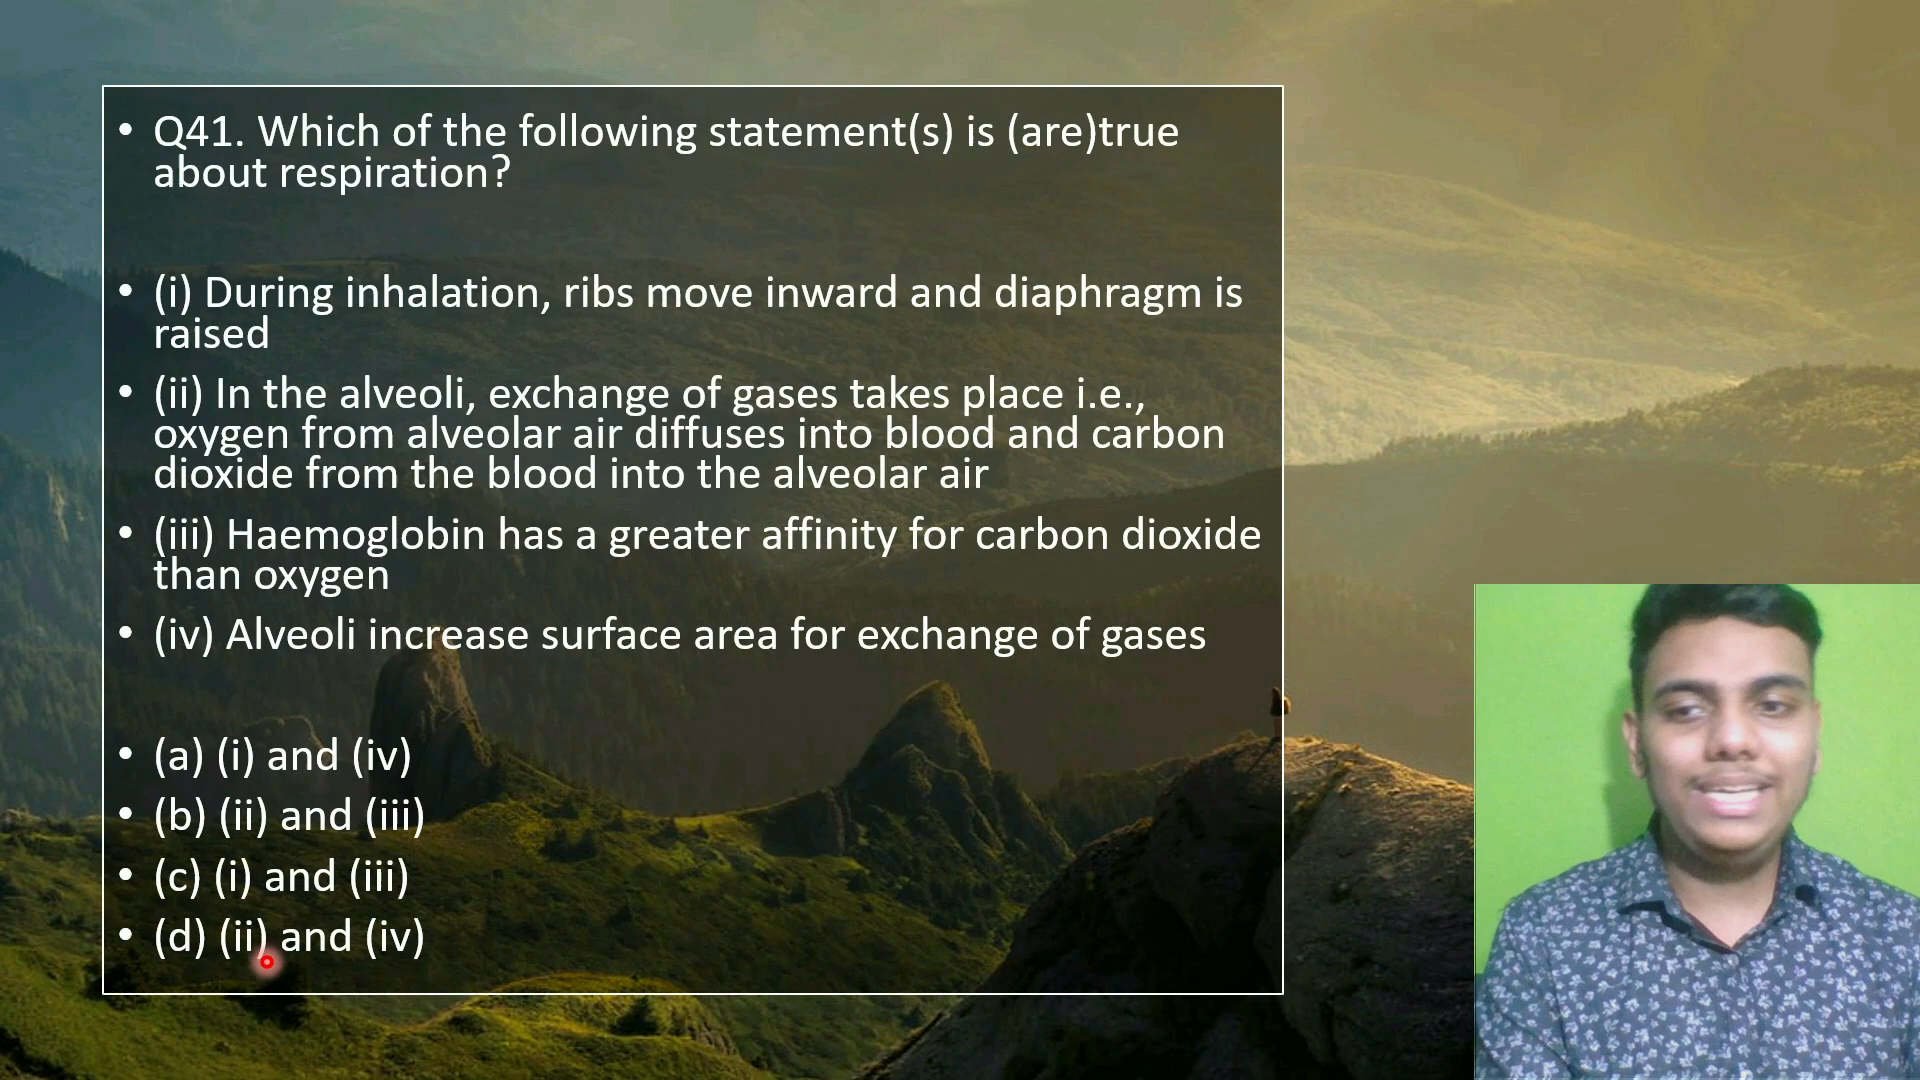 • Q41. Which of the following statement(s) is (are)true
about respiration?
• (i) During inhalation, ribs move inward and diaphragm is
raised
• (ii) In the alveoli, exchange of gases takes place i.e.,
oxygen from alveolar air diffuses into blood and carbon
dioxide from the blood into the alveolar air
• (iii) Haemoglobin has a greater affinity for carbon dioxide
than oxygen
• (iv) Alveoli increase surface area for exchange of gases
• (a) (i) and (iv)
• (b) (ii) and (iii)
• (c) (i) and (iii)
• (d) (ii) and (iv)